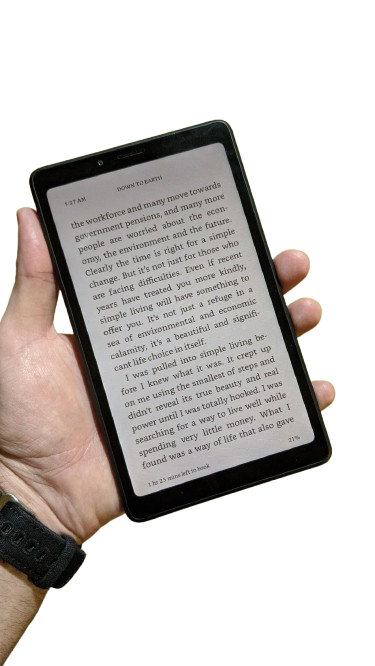 1:27 AM
DOWN TO EARTH
the workforce and many move towards
government pensions, and many more
people are worried about the econ-
omy, the environment and the future.
Clearly the time is right for a simple
change. But it's not just for those who
are facing difficulties. Even if recent
years have treated you more kindly,
simple living will have something to
offer you. It's not just a refuge in a
sea of environmental and economic
calamity, it's a beautiful and signifi-
cant life choice in itself.
I was pulled into simple living be-
fore I knew what it was. It crept up
on me using the smallest of steps and
didn't reveal its true beauty and real
power until I was totally hooked. I was
searching for a way to live well while
spending very little money. What I
found was a way of life that also gave
1 hr 23 mins left in book
21%